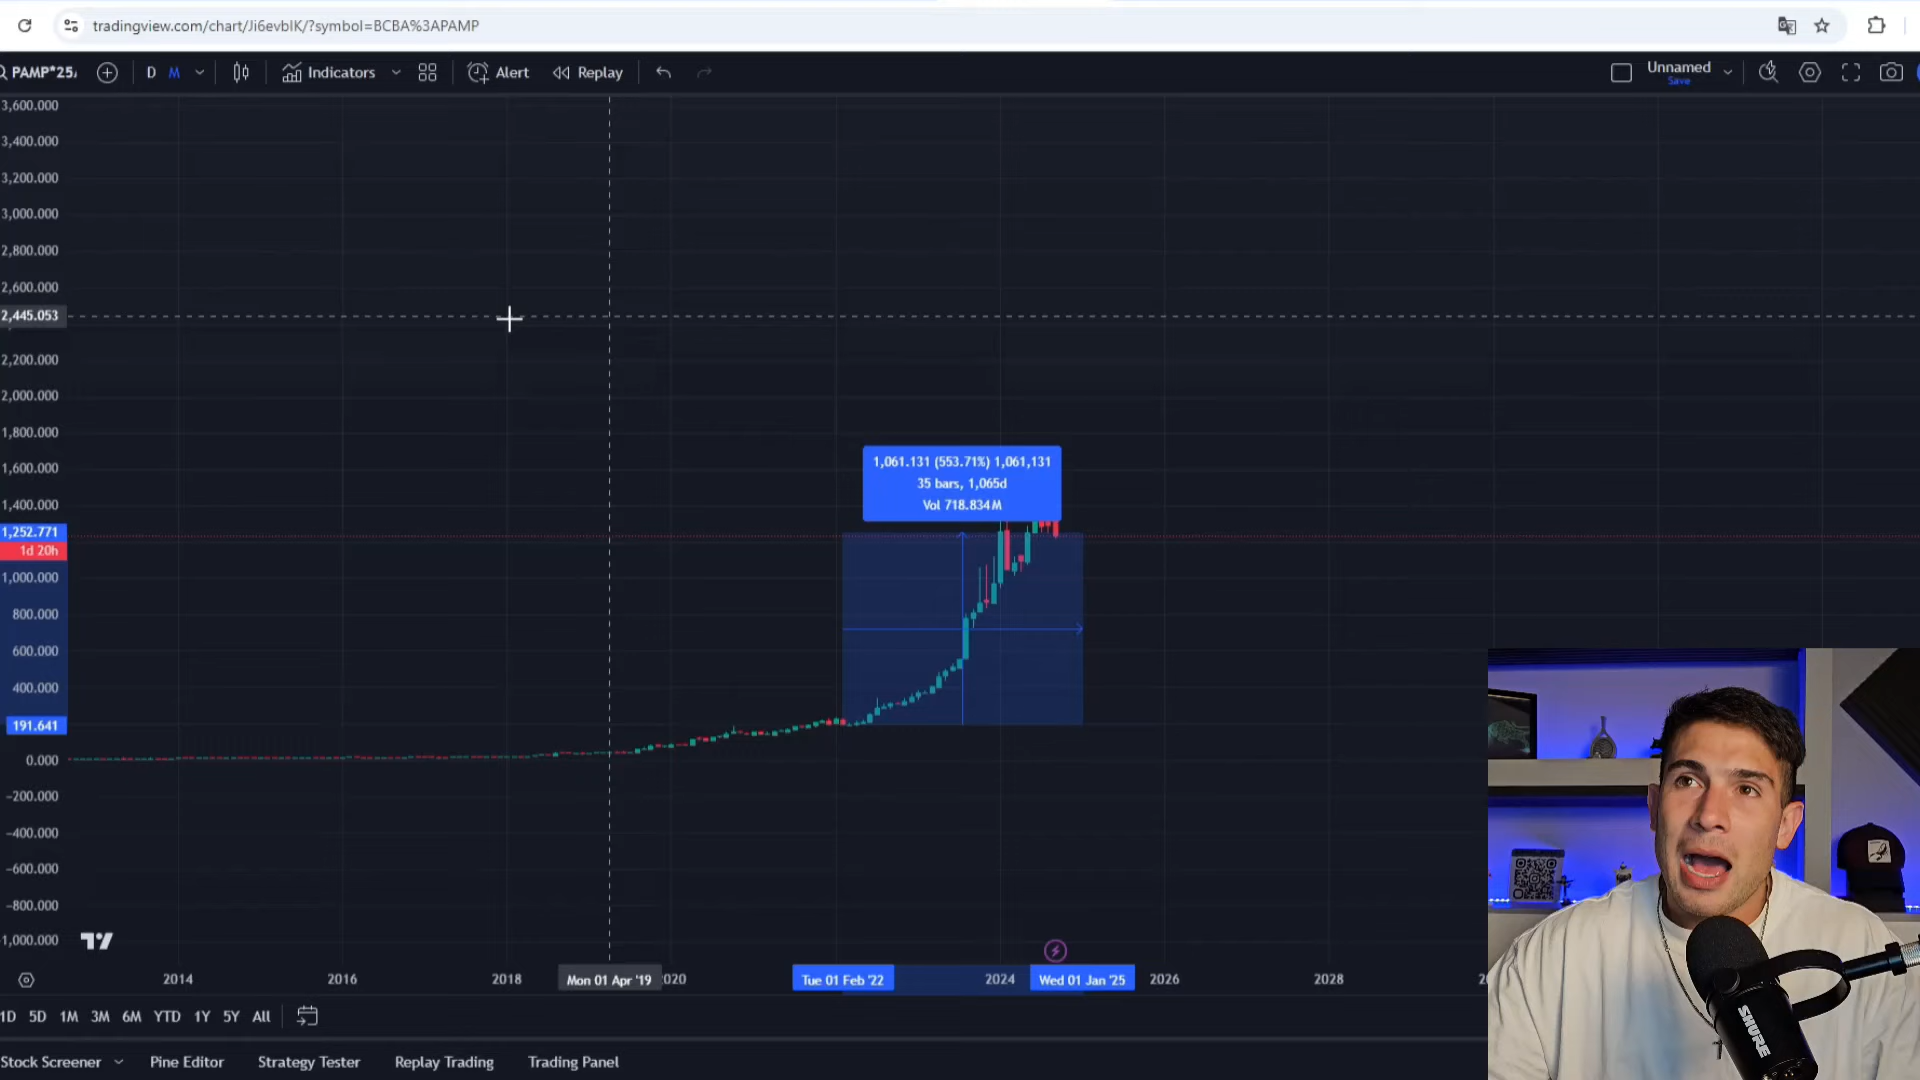 tradingview.com/chart/Ji6evblK/?symbol=BCBA%3APAMP
PAMP*25
D M Indicators Alert Replay Unnamed
Save
3,600.000
3,400.000
3,200.000
3,000.000
2,800.000
2,600.000
2,445.053
2,200.000
2,000.000
1,800.000
1,600.000
1,400.000
1,252.771
1d 20h
1,000.000
800.000
600.000
400.000
191.641
0.000
−200.000
−400.000
−600.000
−800.000
1,000.000
1,061.131 (553.71%) 1,061,131
35 bars, 1,065d
Vol 718.834M
2014 2016 2018 Mon 01 Apr '19 2020 Tue 01 Feb '22 2024 Wed 01 Jan '25 2026 2028
1D 5D 1M 3M 6M YTD 1Y 5Y All
Stock Screener Pine Editor Strategy Tester Replay Trading Trading Panel
SHURE